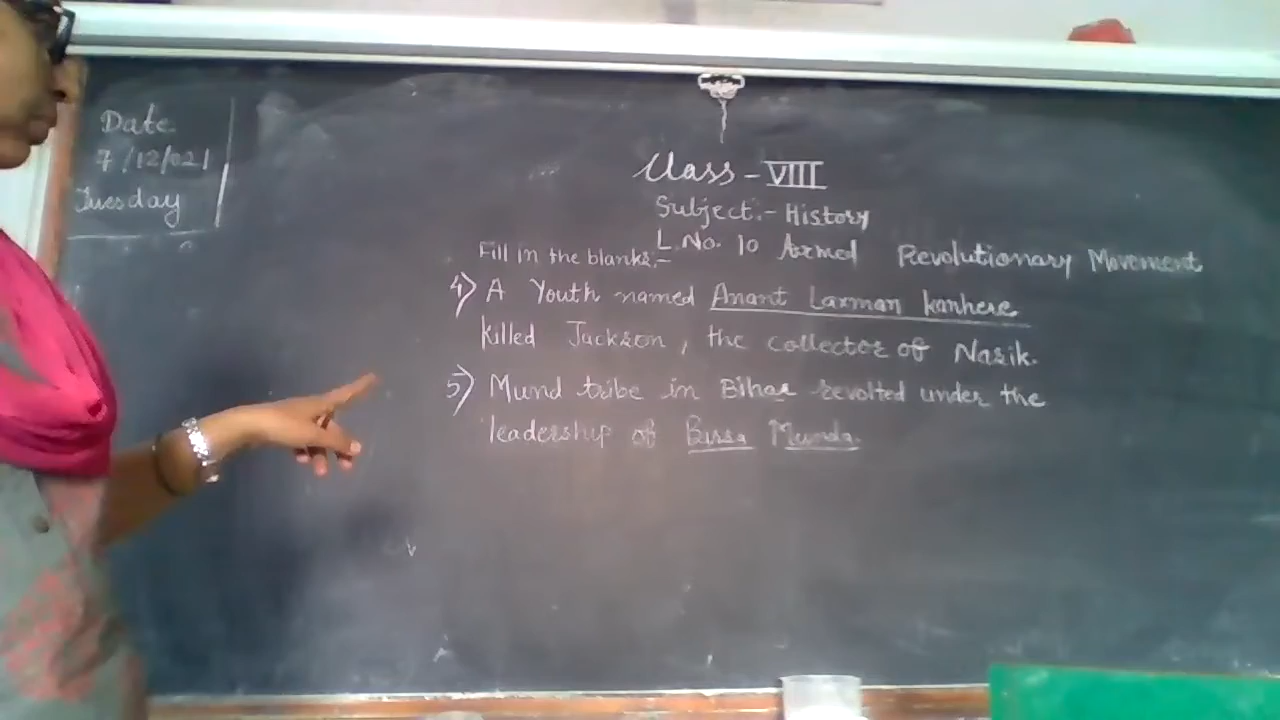 Date
7/12/021
Tuesday
Class - VIII
Subject:- History
L.No. 10 Armed Revolutionary Movement
Fill in the blanks:-
4) A Youth named Anant Laxman kanhere
killed Jackson, the collector of Nasik.
5) Mund tribe in Bihar revolted under the
leadership of Birsa Munda.